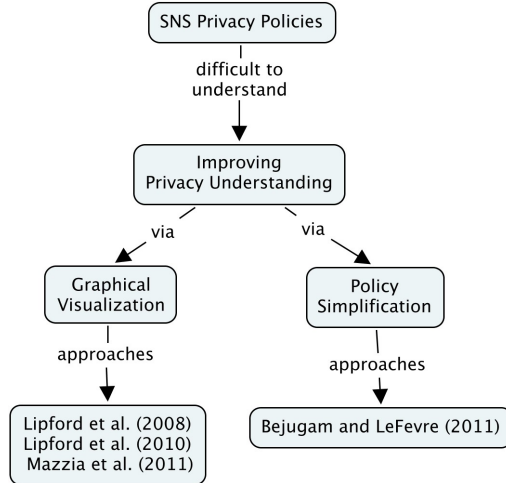 SNS Privacy Policies
difficult to
understand
Improving
Privacy Understanding
via
via
Graphical
Visualization
Policy
Simplification
approaches
approaches
Lipford et al. (2008)
Lipford et al. (2010)
Mazzia et al. (2011)
Bejugam and LeFevre (2011)